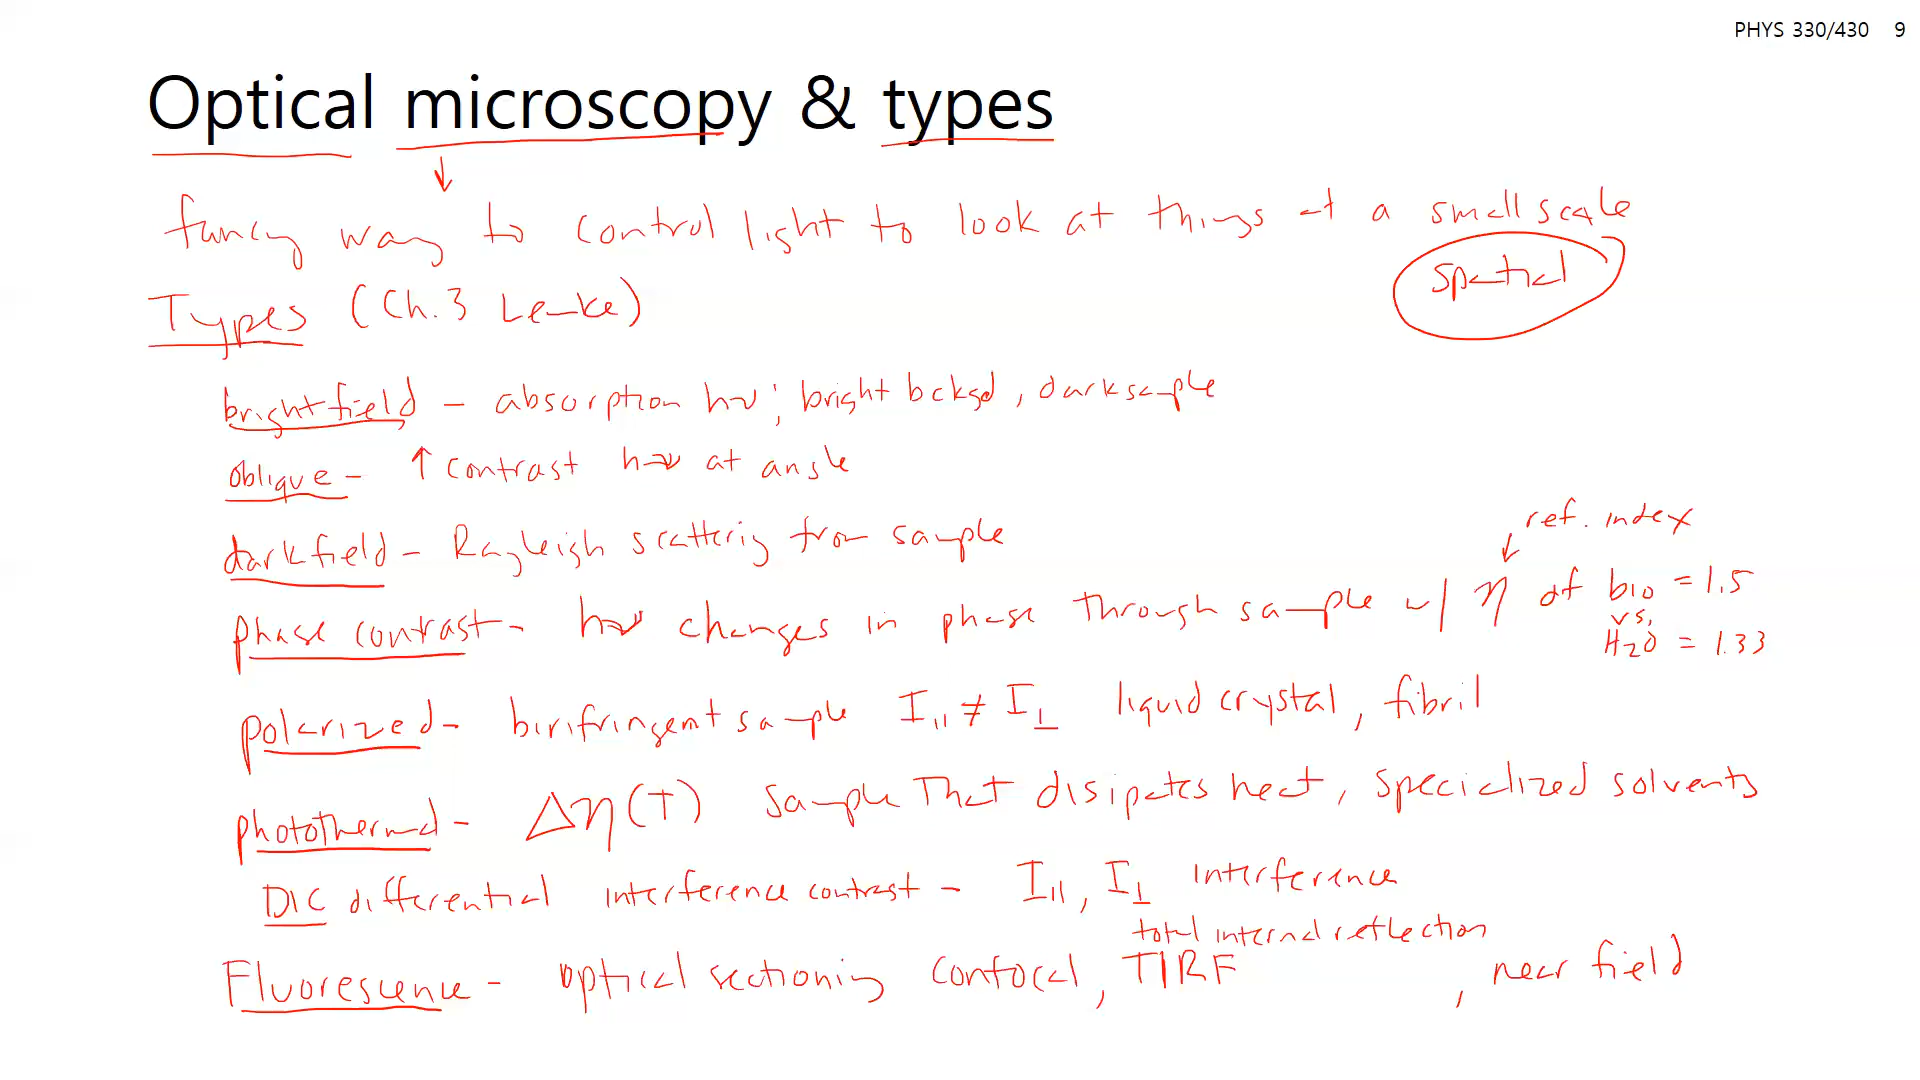 PHYS 330/430 9
Optical microscopy & types
↓
fancy way to control light to look at things at a small scale
spatial
Types (Ch.3 Leake)
brightfield - absorption hν; bright bckgd, dark sample
oblique - ↑ contrast hν at angle
darkfield - Rayleigh scattering from sample
ref. index
phase contrast - hν changes in phase through sample w/ η of bio = 1.5
vs.
H2O = 1.33
polarized - birifringent sample I∥ ≠ I⊥ liquid crystal, fibril
photothermal - Δη(T) sample that disipates heat, specialized solvents
DIC differential interference contrast - I∥, I⊥ interference
total internal reflection
Fluorescence - optical sectioning confocal, TIRF, near field